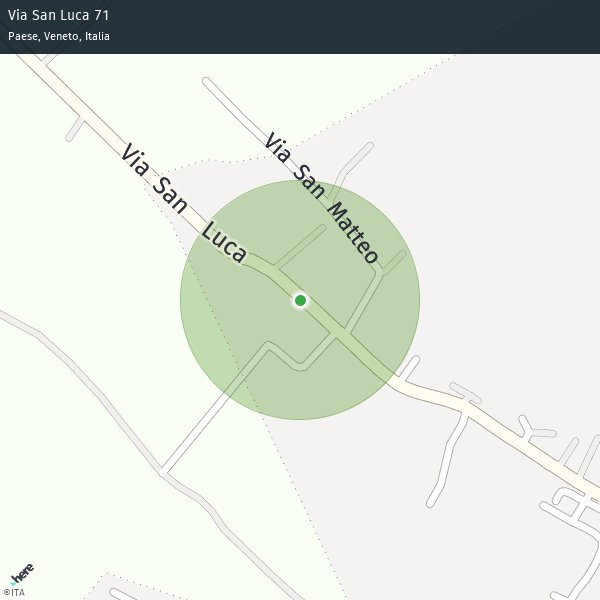 Via San Luca 71
Paese, Veneto, Italia
Via San Matteo
Via San Luca
here
©ITA